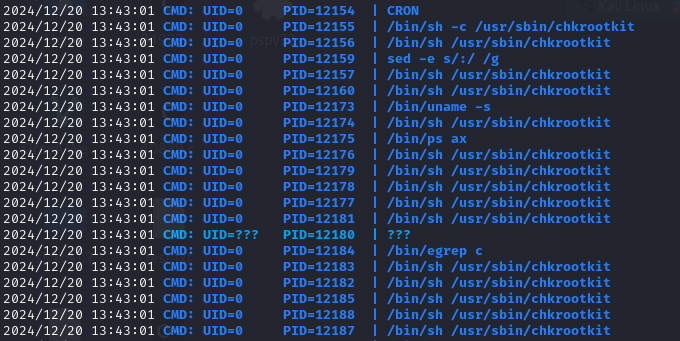 Kali Linux
pspy
2024/12/20 13:43:01 CMD: UID=0 PID=12154 | CRON
2024/12/20 13:43:01 CMD: UID=0 PID=12155 | /bin/sh -c /usr/sbin/chkrootkit
2024/12/20 13:43:01 CMD: UID=0 PID=12156 | /bin/sh /usr/sbin/chkrootkit
2024/12/20 13:43:01 CMD: UID=0 PID=12159 | sed -e s/:/ /g
2024/12/20 13:43:01 CMD: UID=0 PID=12157 | /bin/sh /usr/sbin/chkrootkit
2024/12/20 13:43:01 CMD: UID=0 PID=12160 | /bin/sh /usr/sbin/chkrootkit
2024/12/20 13:43:01 CMD: UID=0 PID=12173 | /bin/uname -s
2024/12/20 13:43:01 CMD: UID=0 PID=12174 | /bin/sh /usr/sbin/chkrootkit
2024/12/20 13:43:01 CMD: UID=0 PID=12175 | /bin/ps ax
2024/12/20 13:43:01 CMD: UID=0 PID=12176 | /bin/sh /usr/sbin/chkrootkit
2024/12/20 13:43:01 CMD: UID=0 PID=12179 | /bin/sh /usr/sbin/chkrootkit
2024/12/20 13:43:01 CMD: UID=0 PID=12178 | /bin/sh /usr/sbin/chkrootkit
2024/12/20 13:43:01 CMD: UID=0 PID=12177 | /bin/sh /usr/sbin/chkrootkit
2024/12/20 13:43:01 CMD: UID=0 PID=12181 | /bin/sh /usr/sbin/chkrootkit
2024/12/20 13:43:01 CMD: UID=??? PID=12180 | ???
2024/12/20 13:43:01 CMD: UID=0 PID=12184 | /bin/egrep c
2024/12/20 13:43:01 CMD: UID=0 PID=12183 | /bin/sh /usr/sbin/chkrootkit
2024/12/20 13:43:01 CMD: UID=0 PID=12182 | /bin/sh /usr/sbin/chkrootkit
2024/12/20 13:43:01 CMD: UID=0 PID=12185 | /bin/sh /usr/sbin/chkrootkit
2024/12/20 13:43:01 CMD: UID=0 PID=12188 | /bin/sh /usr/sbin/chkrootkit
2024/12/20 13:43:01 CMD: UID=0 PID=12187 | /bin/sh /usr/sbin/chkrootkit